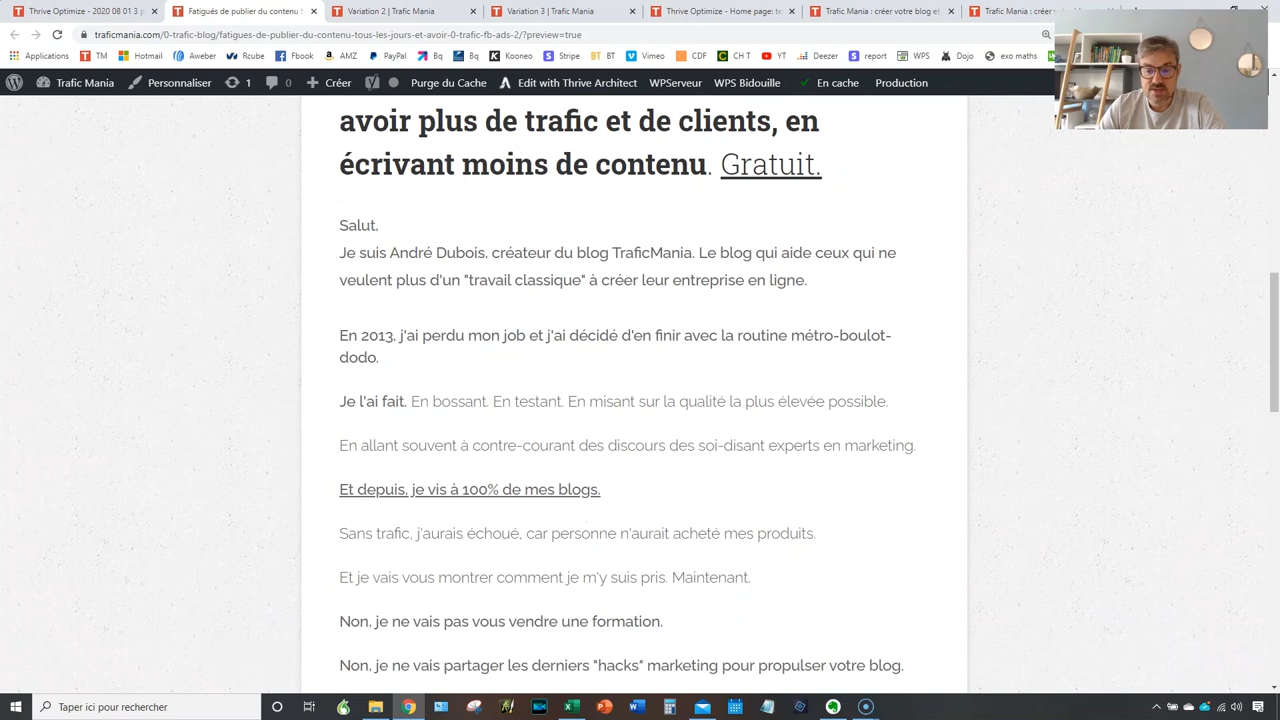 Thrive Optimize - 2020 08 01 3 p
Fatigués de publier du contenu t
Variation 2 | Trafic Mania
Variation 3 | Trafic Mania
Thrive Optimize - Home page: te
Trafic Mania : créer votre blog et
Trafic Mania : crée
traficmania.com/0-trafic-blog/fatigues-de-publier-du-contenu-tous-les-jours-et-avoir-0-trafic-fb-ads-2/?preview=true
Applications TM Hotmail Aweber Rcube Fbook AMZ PayPal Bq Bq K Kooneo Stripe BT BT Vimeo CDF CH T YT Deezer report WPS Dojo exo maths
Trafic Mania Personnaliser 1 0 Créer Purge du Cache Edit with Thrive Architect WPServeur WPS Bidouille En cache Production
avoir plus de trafic et de clients, en
écrivant moins de contenu. Gratuit.
Salut,
Je suis André Dubois, créateur du blog TraficMania. Le blog qui aide ceux qui ne
veulent plus d'un "travail classique" à créer leur entreprise en ligne.
En 2013, j'ai perdu mon job et j'ai décidé d'en finir avec la routine métro-boulot-
dodo.
Je l'ai fait. En bossant. En testant. En misant sur la qualité la plus élevée possible.
En allant souvent à contre-courant des discours des soi-disant experts en marketing.
Et depuis, je vis à 100% de mes blogs.
Sans trafic, j'aurais échoué, car personne n'aurait acheté mes produits.
Et je vais vous montrer comment je m'y suis pris. Maintenant.
Non, je ne vais pas vous vendre une formation.
Non, je ne vais partager les derniers "hacks" marketing pour propulser votre blog.
Taper ici pour rechercher